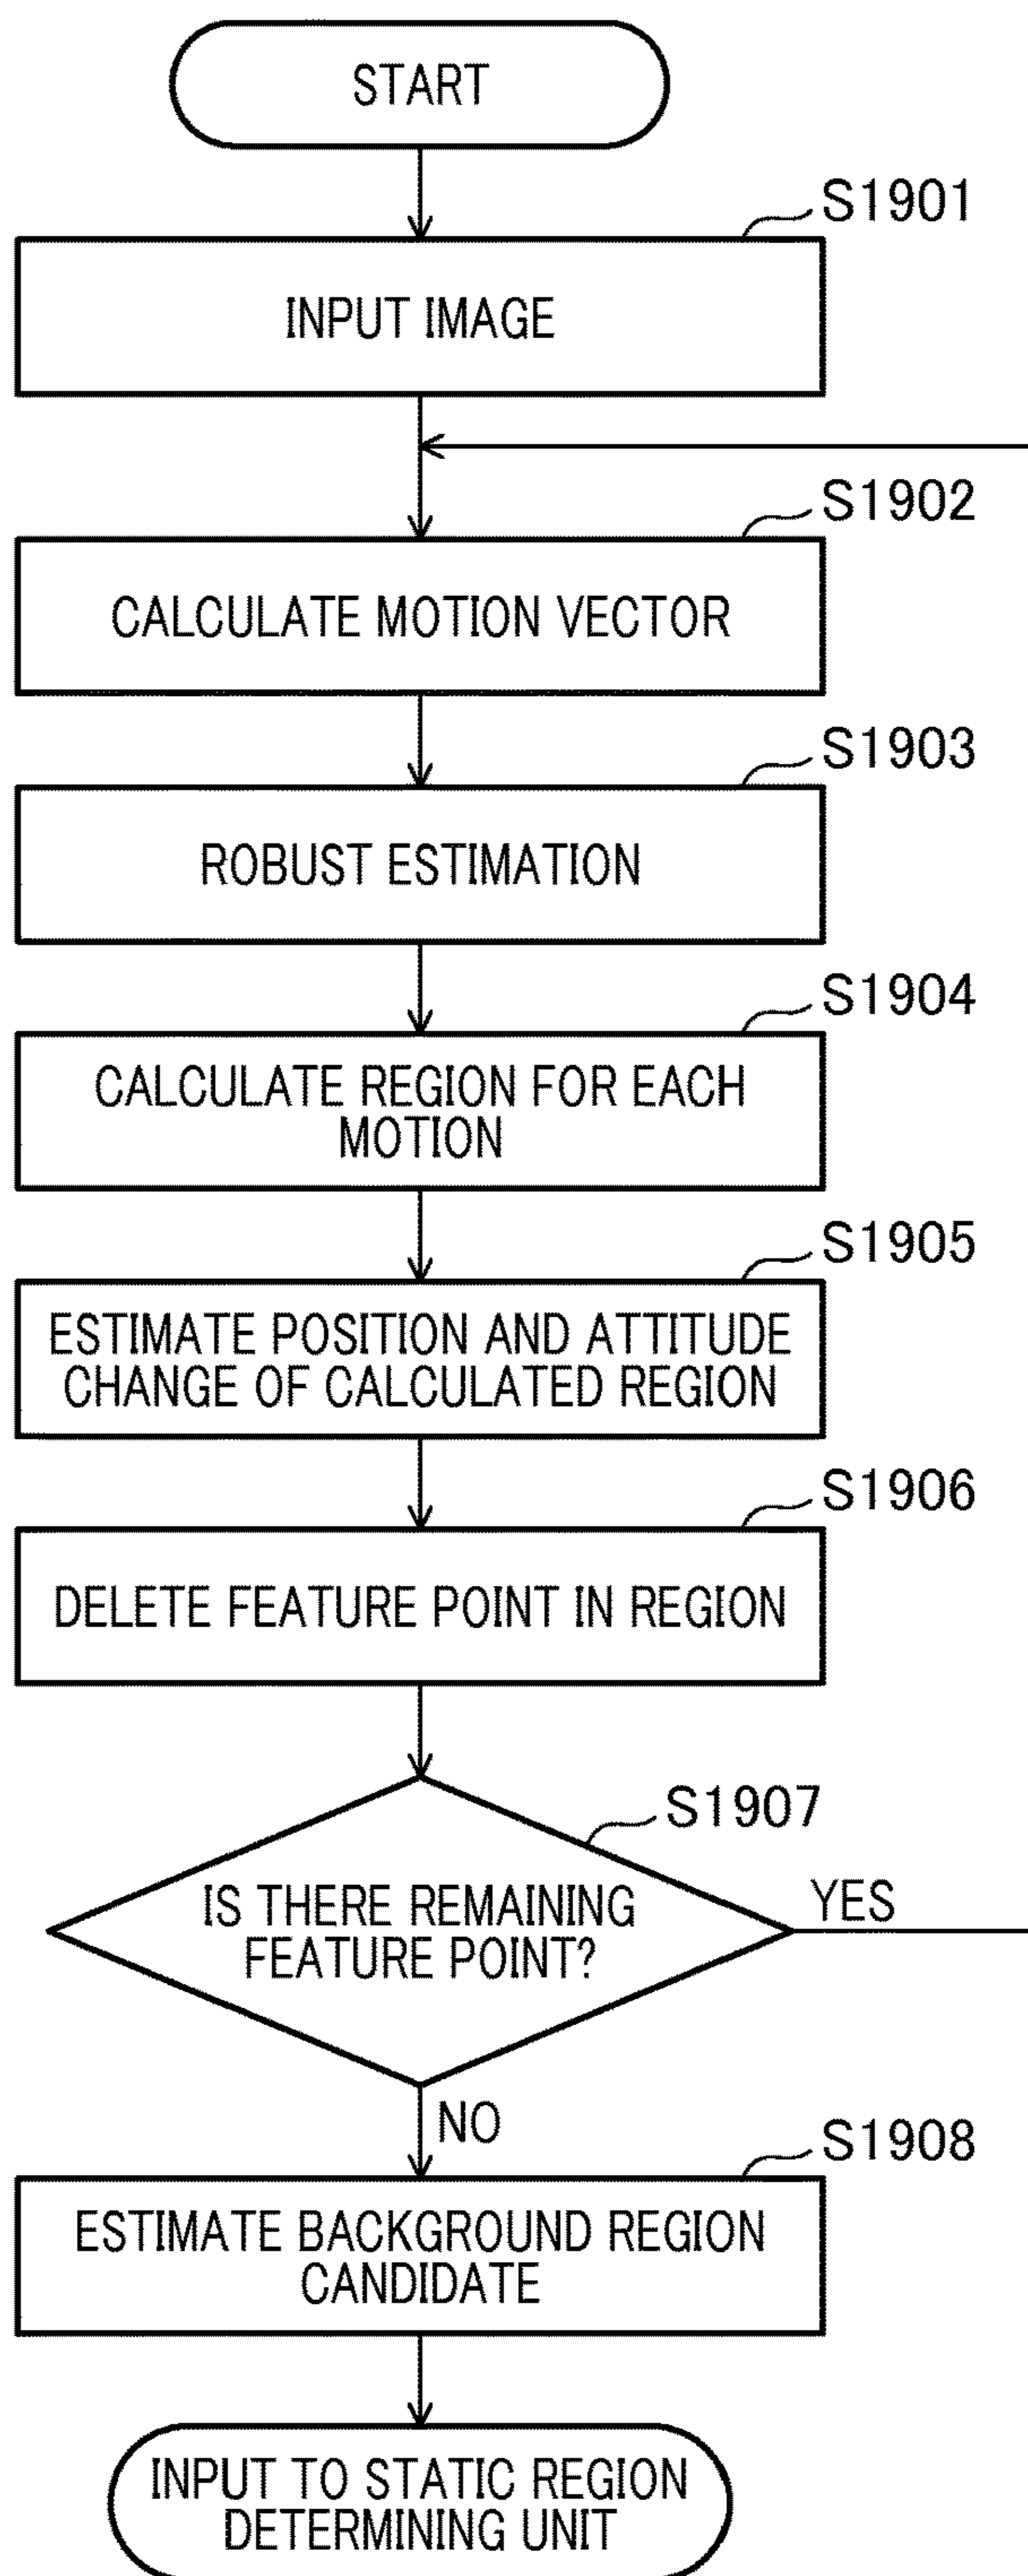 START
S1901
INPUT IMAGE
S1902
CALCULATE MOTION VECTOR
S1903
ROBUST ESTIMATION
S1904
CALCULATE REGION FOR EACH
MOTION
S1905
ESTIMATE POSITION AND ATTITUDE
CHANGE OF CALCULATED REGION
S1906
DELETE FEATURE POINT IN REGION
S1907
IS THERE REMAINING
FEATURE POINT?
YES
NO
S1908
ESTIMATE BACKGROUND REGION
CANDIDATE
INPUT TO STATIC REGION
DETERMINING UNIT